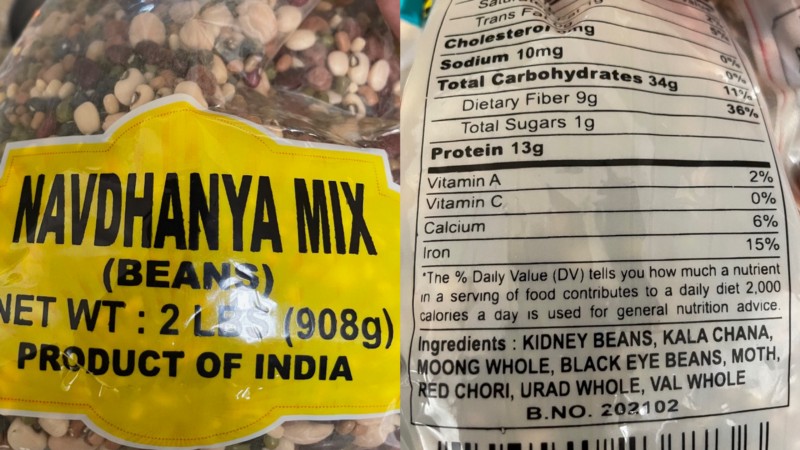 NAVDHANYA MIX
(BEANS)
NET WT : 2 LBS (908g)
PRODUCT OF INDIA
Trans
Sodium 10mg 0%
Total Carbohydrates 34g 11%
Dietary Fiber 9g 36%
Total Sugars 1g
Protein 13g
Vitamin A 2%
Vitamin C 0%
Calcium 6%
Iron 15%
*The % Daily Value (DV) tells you how much a nutrient
in a serving of food contributes to a daily diet 2,000
calories a day is used for general nutrition advice.
Ingredients : KIDNEY BEANS, KALA CHANA,
MOONG WHOLE, BLACK EYE BEANS, MOTH,
RED CHORI, URAD WHOLE, VAL WHOLE
B.NO. 202102